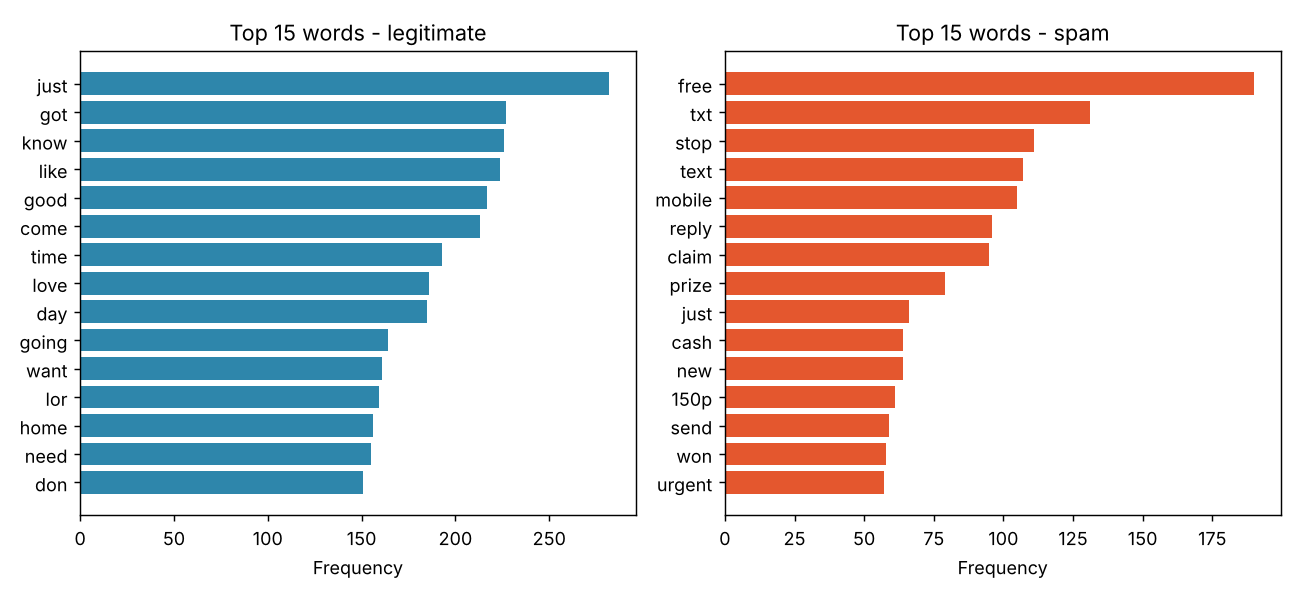 Top 15 words - legitimate
just
got
know
like
good
come
time
love
day
going
want
lor
home
need
don
0 50 100 150 200 250
Frequency
Top 15 words - spam
free
txt
stop
text
mobile
reply
claim
prize
just
cash
new
150p
send
won
urgent
0 25 50 75 100 125 150 175
Frequency